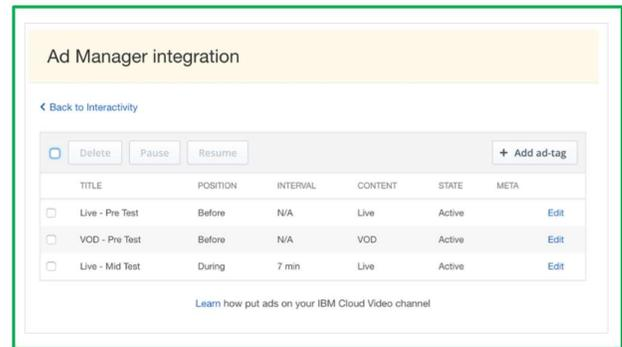 Ad Manager integration
Back to Interactivity
Delete Pause Resume + Add ad-tag
TITLE POSITION INTERVAL CONTENT STATE META
Live - Pre Test Before N/A Live Active Edit
VOD - Pre Test Before N/A VOD Active Edit
Live - Mid Test During 7 min Live Active Edit
Learn how put ads on your IBM Cloud Video channel